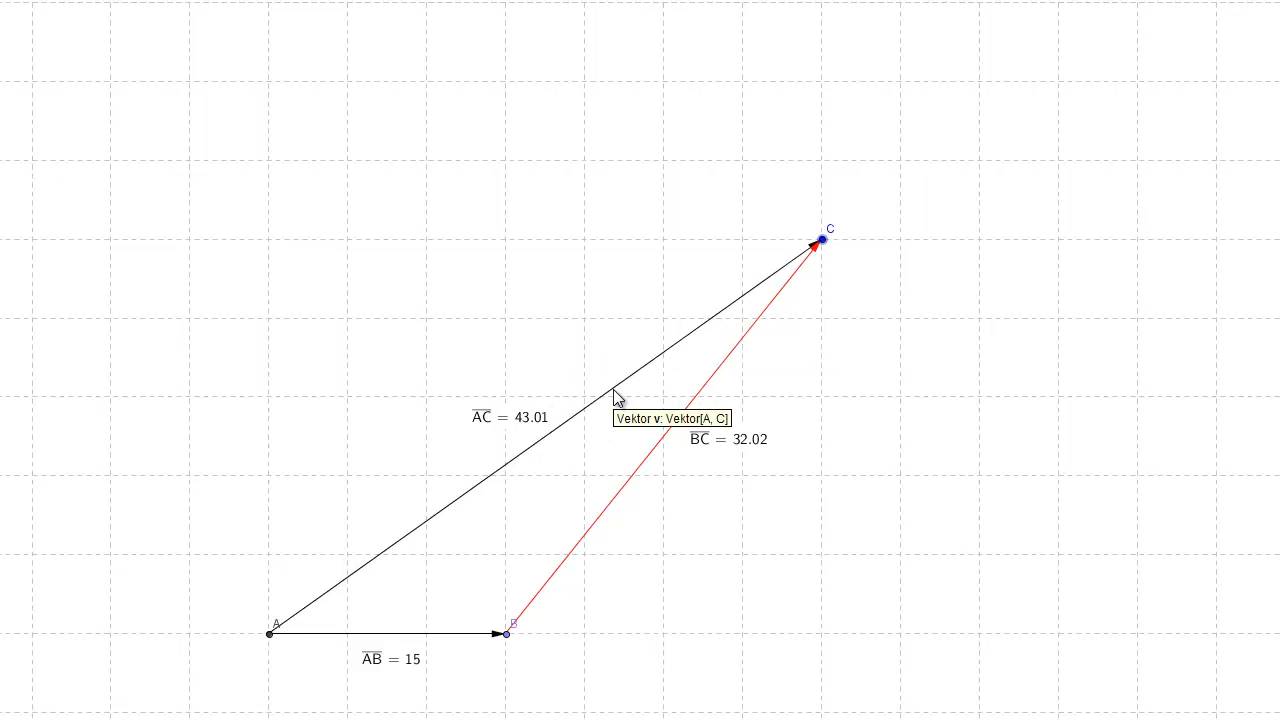 C
AC = 43.01
Vektor v: Vektor[A, C]
BC = 32.02
A
B
AB = 15